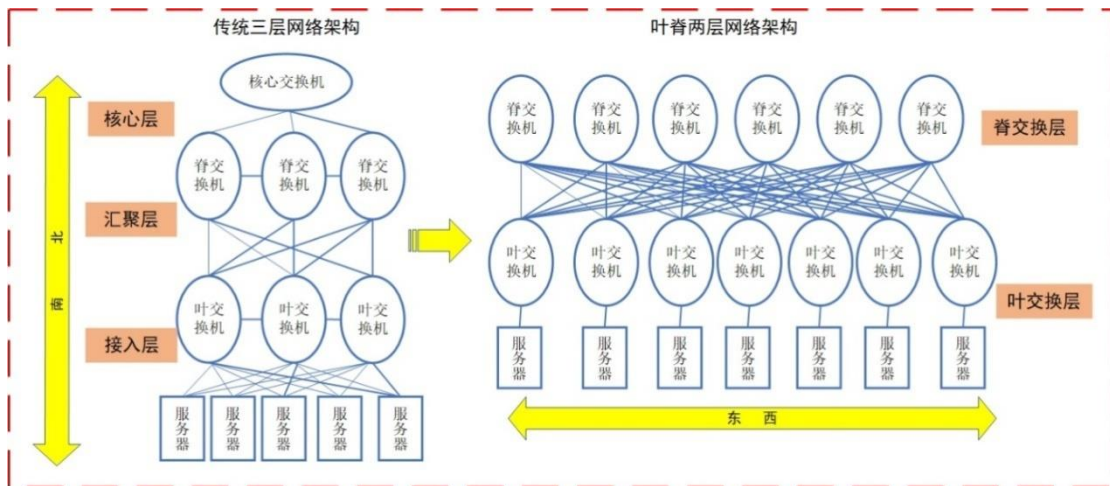 传统三层网络架构
叶脊两层网络架构
核心交换机
核心层
脊交
换机
脊交
换机
脊交
换机
汇聚层
叶交
换机
叶交
换机
叶交
换机
接入层
服务器
服务器
服务器
服务器
服务器
北
南
脊交
换机
脊交
换机
脊交
换机
脊交
换机
脊交
换机
脊交
换机
脊交换层
叶交
换机
叶交
换机
叶交
换机
叶交
换机
叶交
换机
叶交
换机
叶交
换机
叶交换层
服务器
服务器
服务器
服务器
服务器
服务器
服务器
东 西